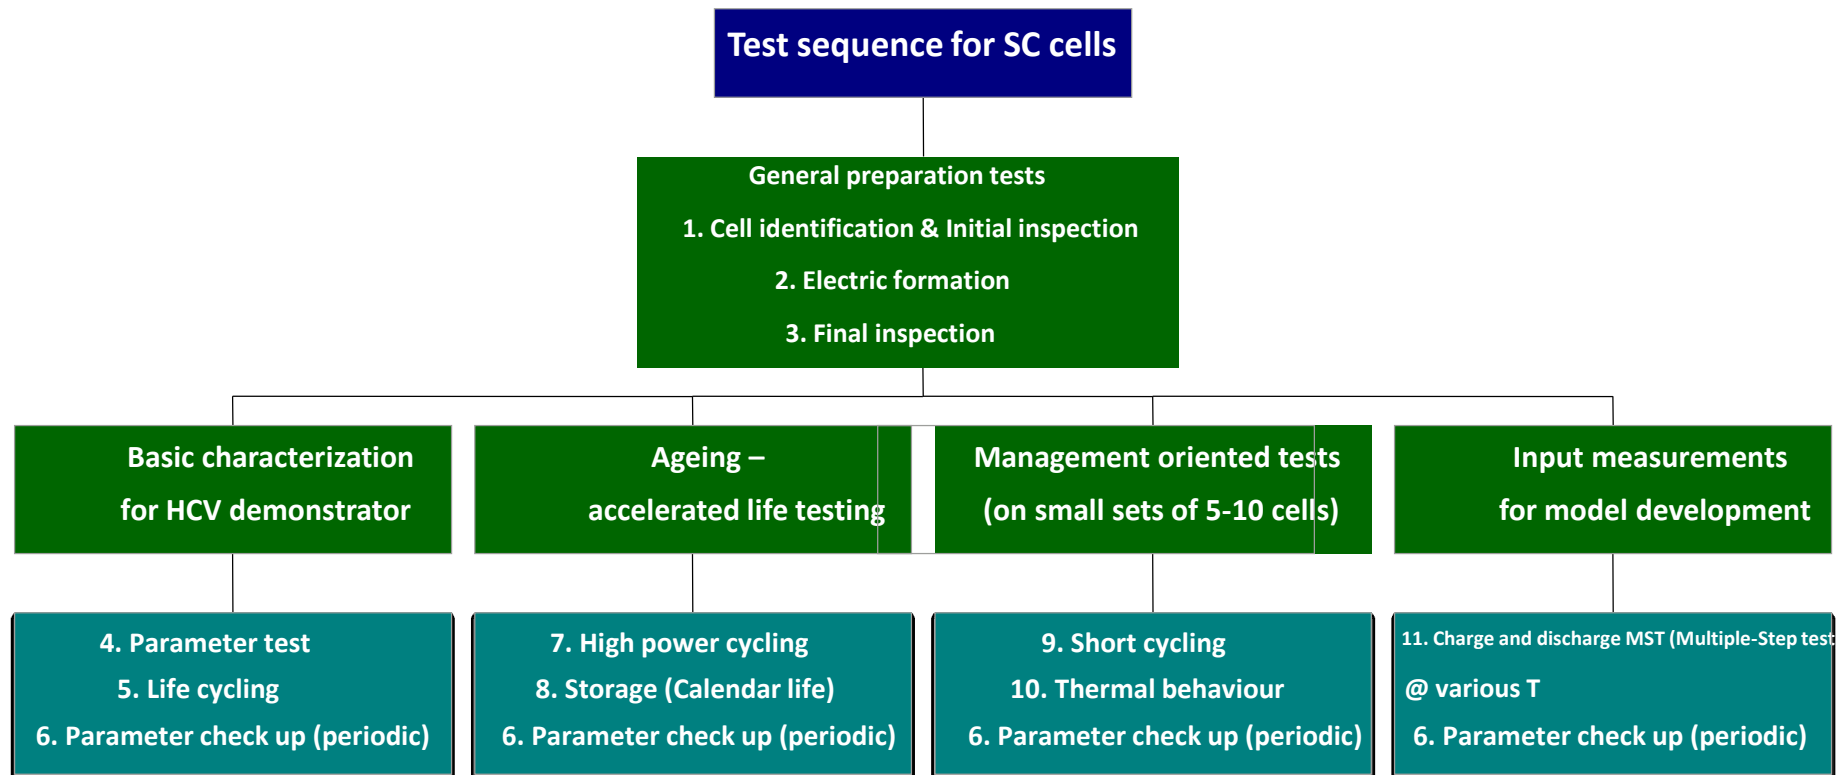 Test sequence for SC cells
General preparation tests
1. Cell identification & Initial inspection
2. Electric formation
3. Final inspection
Basic characterization
for HCV demonstrator
Ageing –
accelerated life testing
Management oriented tests
(on small sets of 5-10 cells)
Input measurements
for model development
4. Parameter test
5. Life cycling
6. Parameter check up (periodic)
7. High power cycling
8. Storage (Calendar life)
6. Parameter check up (periodic)
9. Short cycling
10. Thermal behaviour
6. Parameter check up (periodic)
11. Charge and discharge MST (Multiple-Step test
@ various T
6. Parameter check up (periodic)